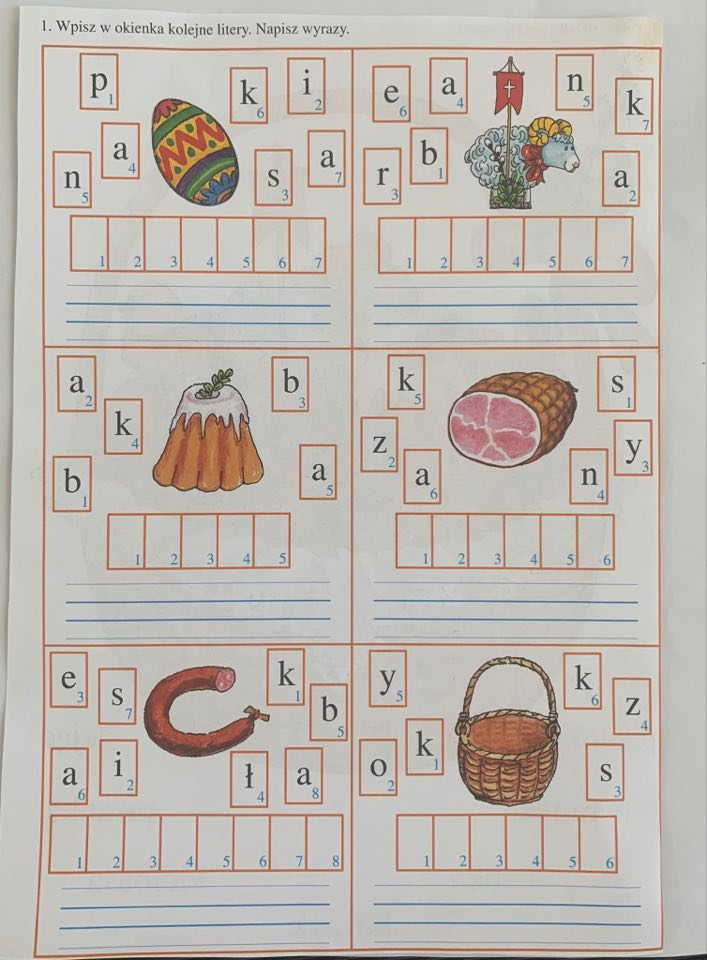 1. Wpisz w okienka kolejne litery. Napisz wyrazy.
p 1
k 6
i 2
n 5
a 4
s 3
a 7
1 2 3 4 5 6 7
e 6
a 4
n 5
k 7
r 3
b 1
a 2
1 2 3 4 5 6 7
a 2
b 3
k 4
b 1
a 5
1 2 3 4 5
k 5
s 1
z 2
y 3
a 6
n 4
1 2 3 4 5 6
e 3
s 7
k 1
b 5
a 6
i 2
ł 4
a 8
1 2 3 4 5 6 7 8
y 5
k 6
z 4
o 2
k 1
s 3
1 2 3 4 5 6